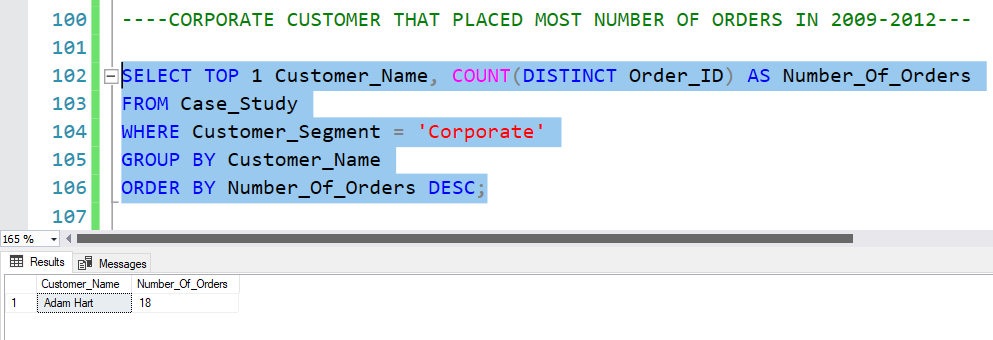 100 ----CORPORATE CUSTOMER THAT PLACED MOST NUMBER OF ORDERS IN 2009-2012---
101
102 SELECT TOP 1 Customer_Name, COUNT(DISTINCT Order_ID) AS Number_Of_Orders
103 FROM Case_Study
104 WHERE Customer_Segment = 'Corporate'
105 GROUP BY Customer_Name
106 ORDER BY Number_Of_Orders DESC;
107
165 %
Results Messages
Customer_Name Number_Of_Orders
1 Adam Hart 18